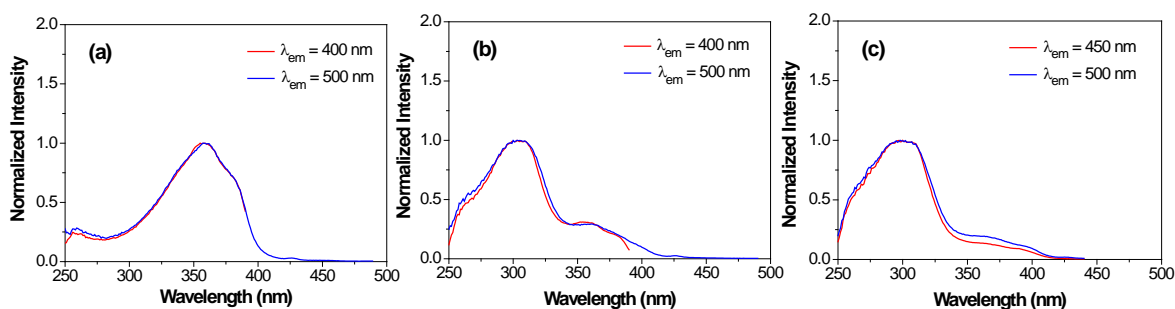 (a)
λem = 400 nm
λem = 500 nm
Normalized Intensity
2.0
1.5
1.0
0.5
0.0
250 300 350 400 450 500
Wavelength (nm)
(b)
λem = 400 nm
λem = 500 nm
Normalized Intensity
2.0
1.5
1.0
0.5
0.0
250 300 350 400 450 500
Wavelength (nm)
(c)
λem = 450 nm
λem = 500 nm
Normalized Intensity
2.0
1.5
1.0
0.5
0.0
250 300 350 400 450 500
Wavelength (nm)